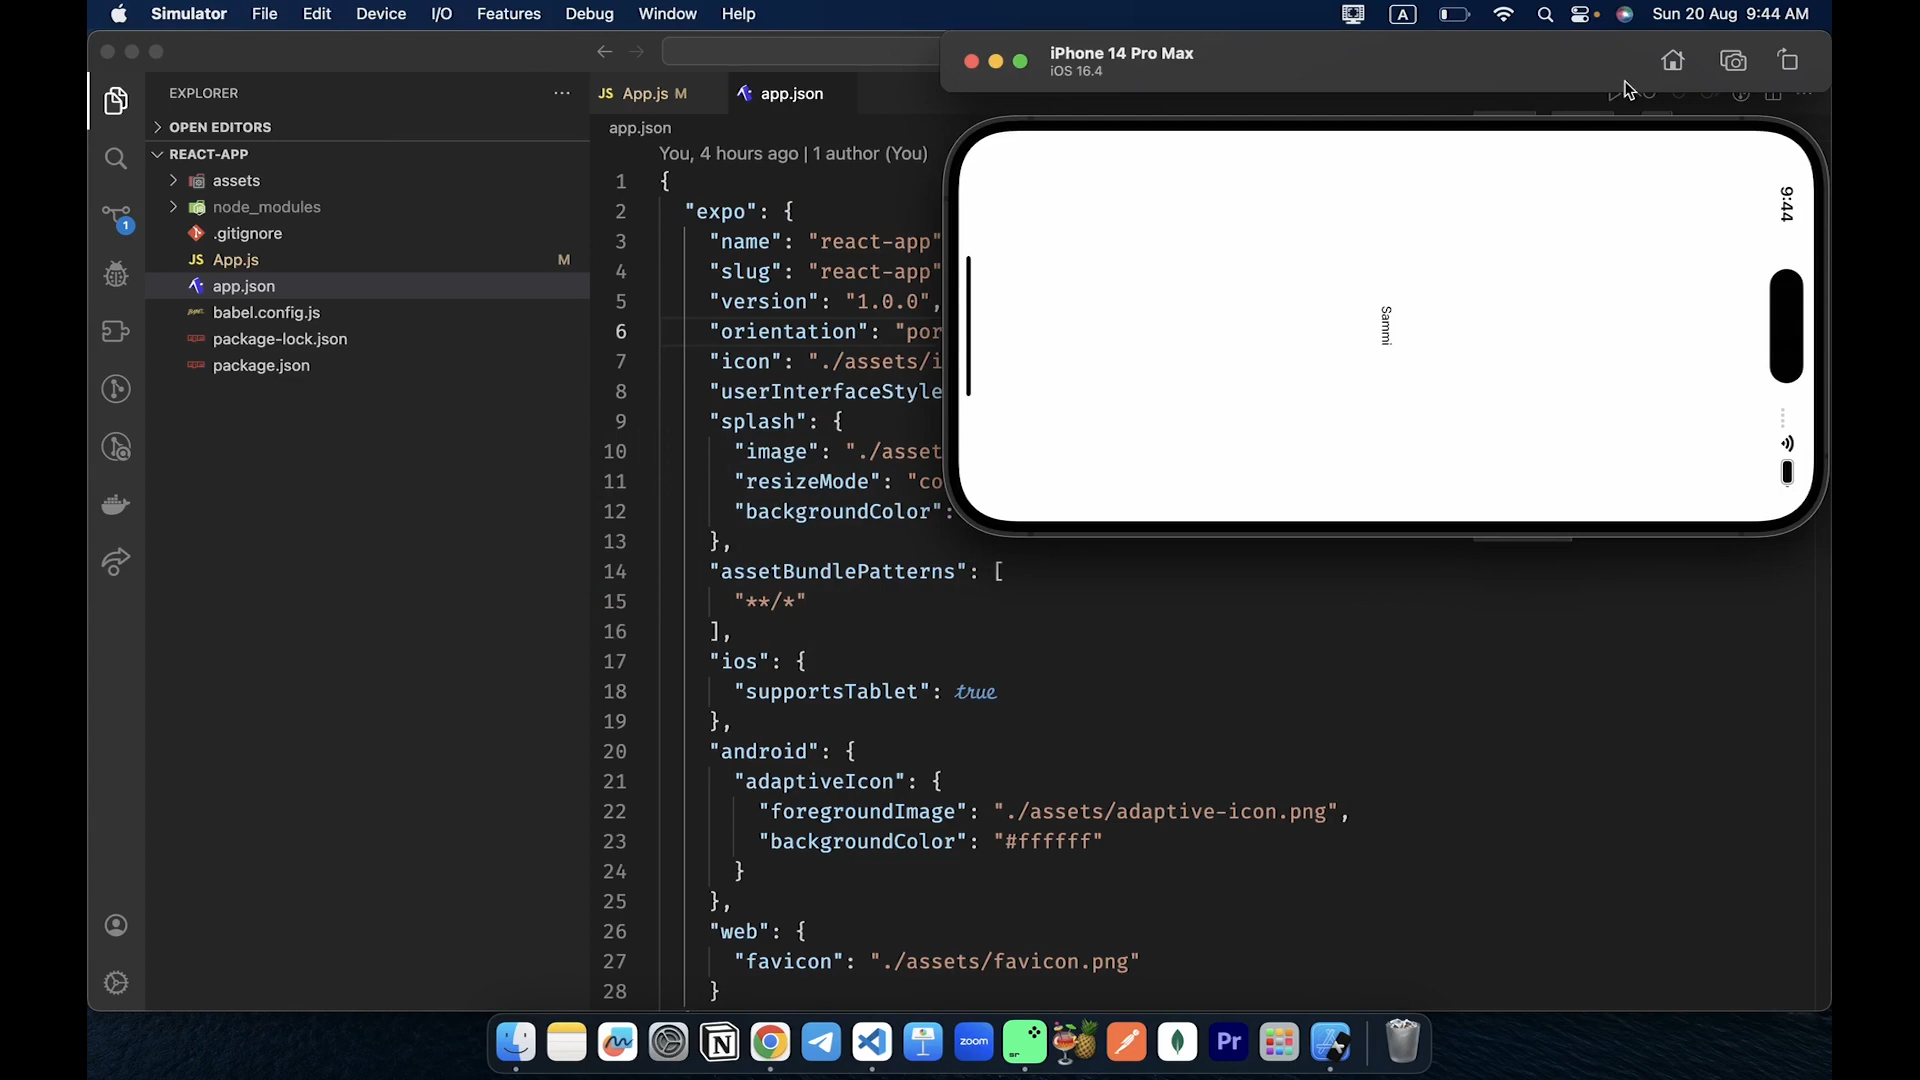 Simulator File Edit Device I/O Features Debug Window Help
A
Sun 20 Aug 9:44 AM
iPhone 14 Pro Max
iOS 16.4
EXPLORER
OPEN EDITORS
REACT-APP
assets
node_modules
.gitignore
JS App.js M
app.json
babel.config.js
package-lock.json
package.json
1
JS App.js M
app.json
app.json
You, 4 hours ago | 1 author (You)
1 {
2 "expo": {
3 "name": "react-app"
4 "slug": "react-app"
5 "version": "1.0.0",
6 "orientation": "por
7 "icon": "./assets/i
8 "userInterfaceStyle
9 "splash": {
10 "image": "./asset
11 "resizeMode": "co
12 "backgroundColor":
13 },
14 "assetBundlePatterns": [
15 "**/*"
16 ],
17 "ios": {
18 "supportsTablet": true
19 },
20 "android": {
21 "adaptiveIcon": {
22 "foregroundImage": "./assets/adaptive-icon.png",
23 "backgroundColor": "#ffffff"
24 }
25 },
26 "web": {
27 "favicon": "./assets/favicon.png"
28 }
9:44
Sammi
zoom
sr
Pr